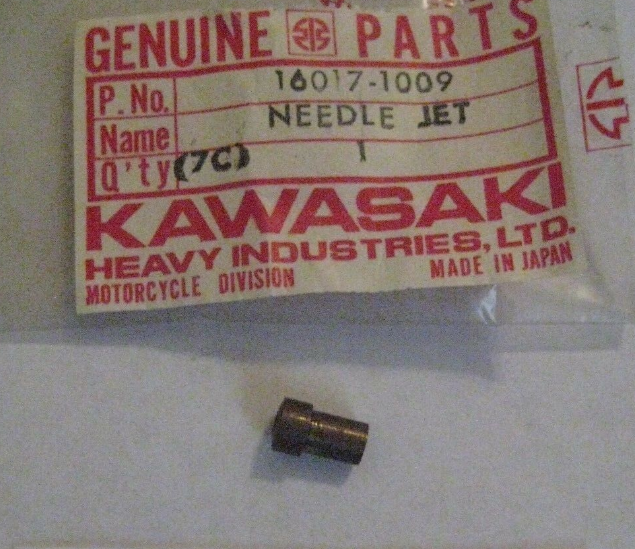 GENUINE PARTS
P.No. 16017-1009
Name NEEDLE JET
Q'ty (7C) 1
KAWASAKI
HEAVY INDUSTRIES, LTD.
MOTORCYCLE DIVISION MADE IN JAPAN